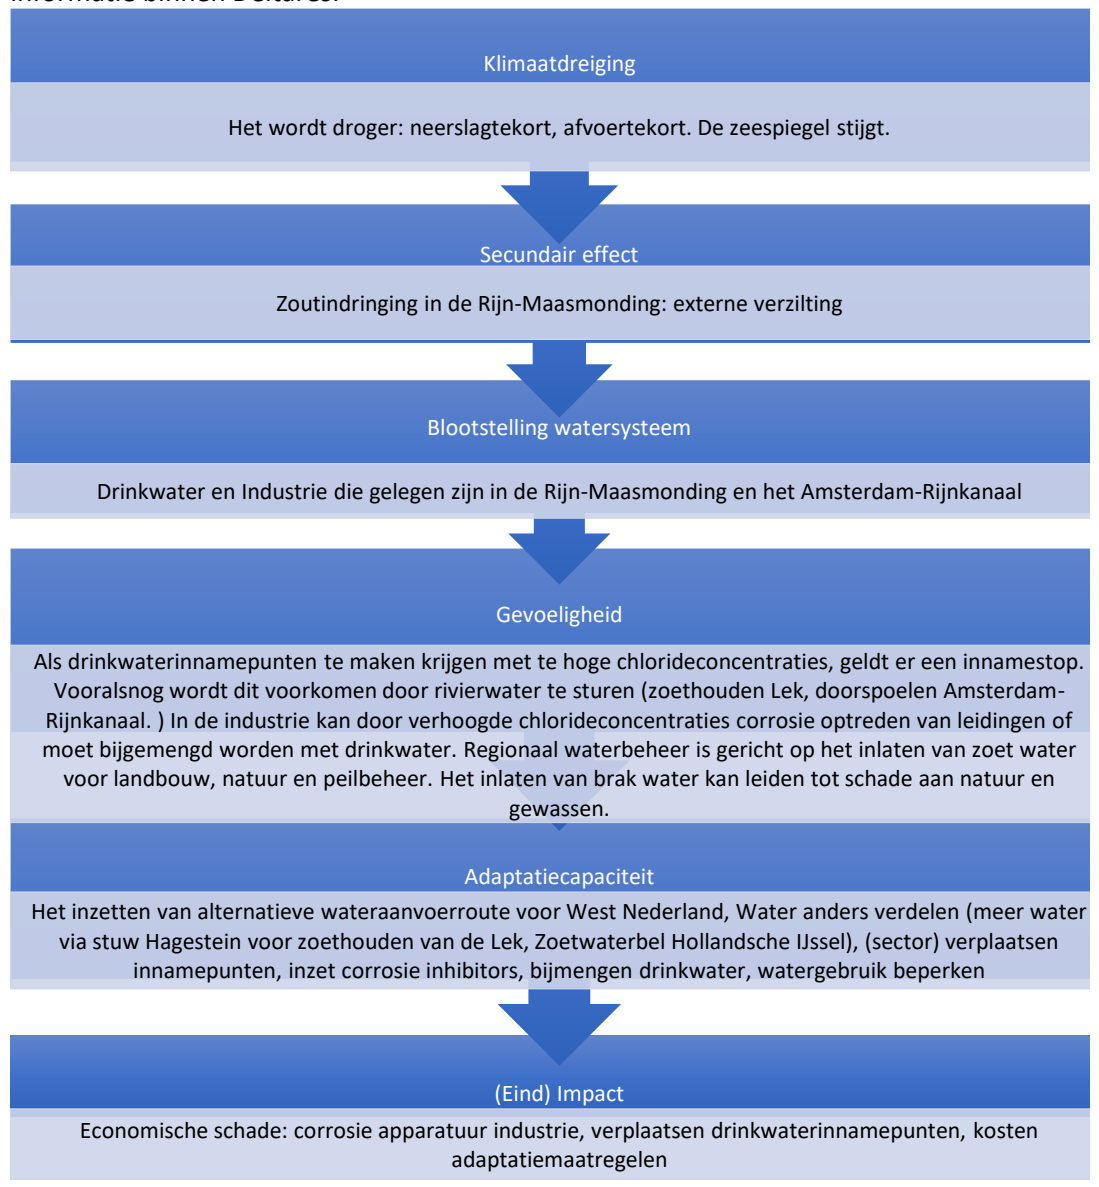 informatie binnen Deltares.
Klimaatdreiging
Het wordt droger: neerslagtekort, afvoertekort. De zeespiegel stijgt.
Secundair effect
Zoutindringing in de Rijn-Maasmonding: externe verzilting
Blootstelling watersysteem
Drinkwater en Industrie die gelegen zijn in de Rijn-Maasmonding en het Amsterdam-Rijnkanaal
Gevoeligheid
Als drinkwaterinnamepunten te maken krijgen met te hoge chlorideconcentraties, geldt er een innamestop.
Vooralsnog wordt dit voorkomen door rivierwater te sturen (zoethouden Lek, doorspoelen Amsterdam-
Rijnkanaal. ) In de industrie kan door verhoogde chlorideconcentraties corrosie optreden van leidingen of
moet bijgemengd worden met drinkwater. Regionaal waterbeheer is gericht op het inlaten van zoet water
voor landbouw, natuur en peilbeheer. Het inlaten van brak water kan leiden tot schade aan natuur en
gewassen.
Adaptatiecapaciteit
Het inzetten van alternatieve wateraanvoerroute voor West Nederland, Water anders verdelen (meer water
via stuw Hagestein voor zoethouden van de Lek, Zoetwaterbel Hollandsche IJssel), (sector) verplaatsen
innamepunten, inzet corrosie inhibitors, bijmengen drinkwater, watergebruik beperken
(Eind) Impact
Economische schade: corrosie apparatuur industrie, verplaatsen drinkwaterinnamepunten, kosten
adaptatiemaatregelen